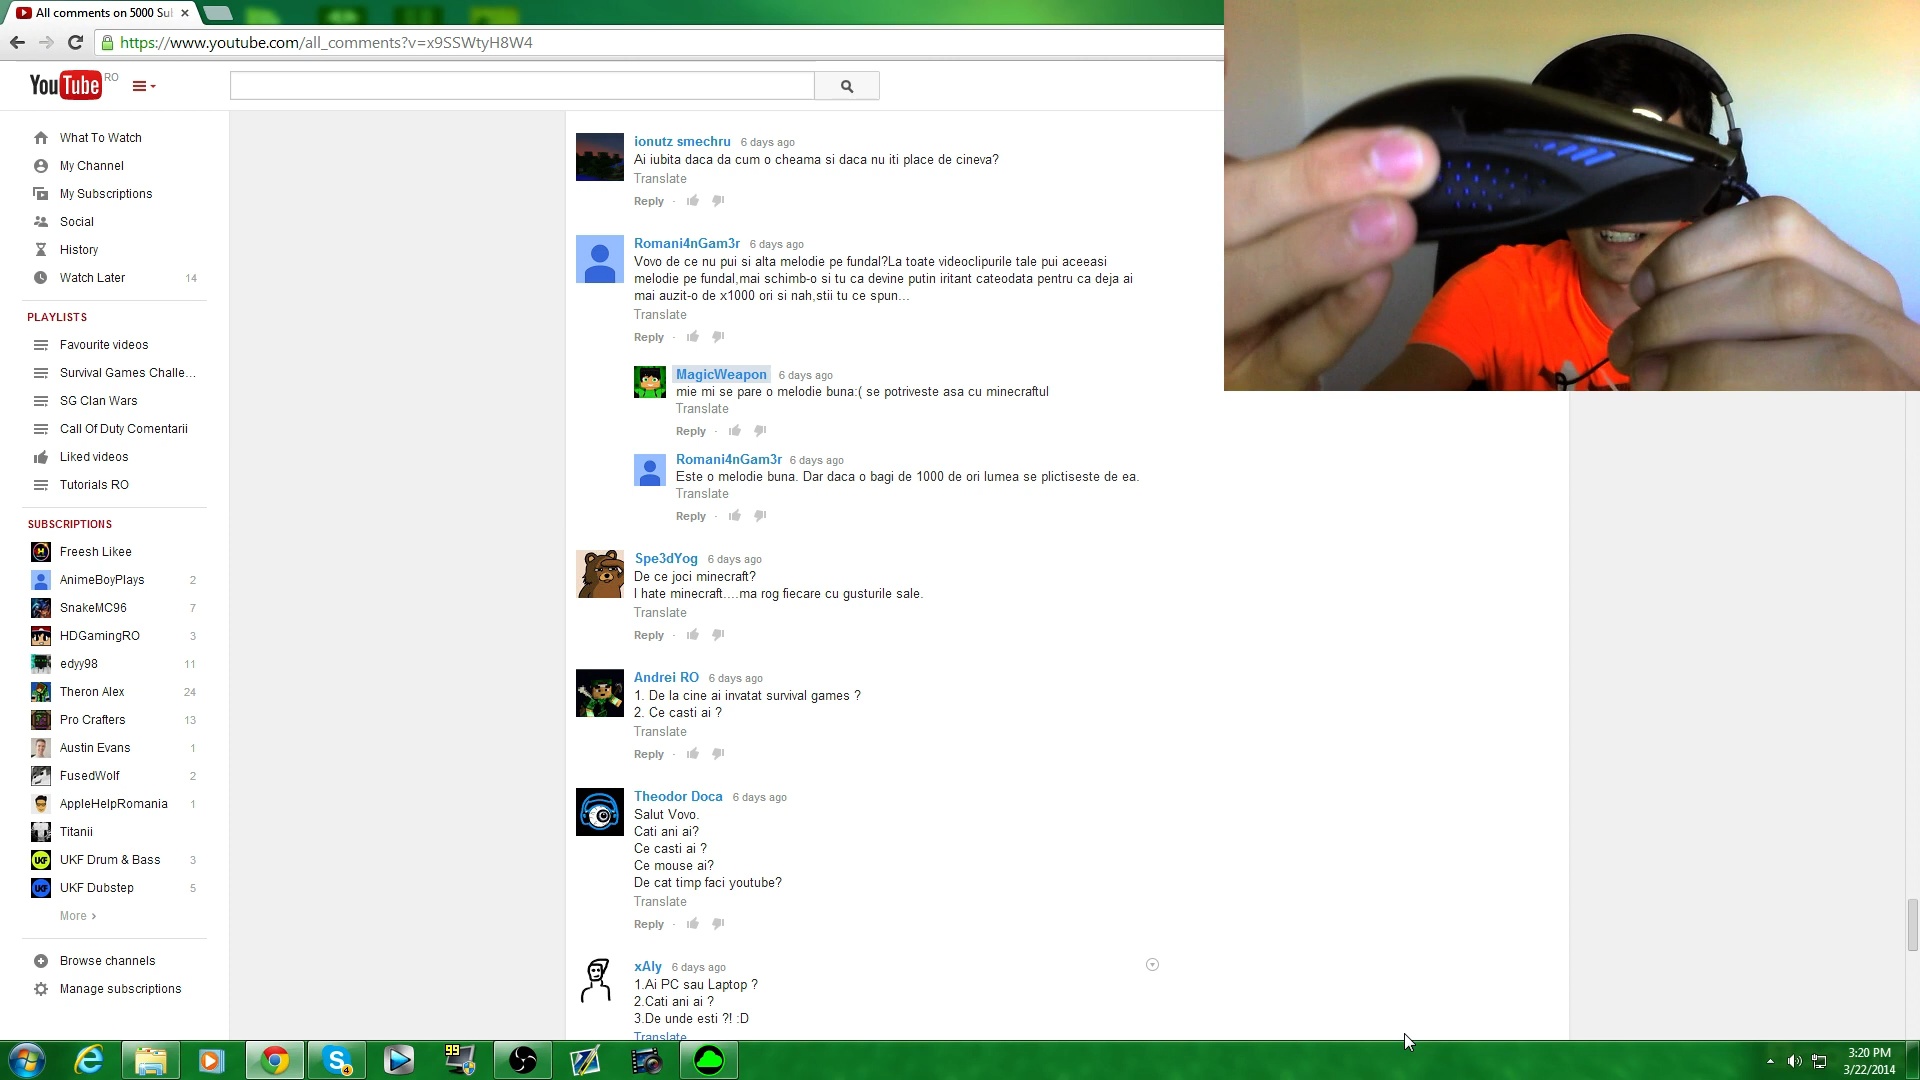 All comments on 5000 Su
https://www.youtube.com/all_comments?v=x9SSWtyH8W4
YouTube RO
What To Watch
My Channel
My Subscriptions
Social
History
Watch Later 14
PLAYLISTS
Favourite videos
Survival Games Challe...
SG Clan Wars
Call Of Duty Comentarii
Liked videos
Tutorials RO
SUBSCRIPTIONS
Freesh Likee
AnimeBoyPlays 2
SnakeMC96 7
HDGamingRO 3
edyy98 11
Theron Alex 24
Pro Crafters 13
Austin Evans 1
FusedWolf 2
AppleHelpRomania 1
Titanii
UKF Drum & Bass 3
UKF Dubstep 5
More ›
Browse channels
Manage subscriptions
ionutz smechru 6 days ago
Ai iubita daca da cum o cheama si daca nu iti place de cineva?
Translate
Reply ·
Romani4nGam3r 6 days ago
Vovo de ce nu pui si alta melodie pe fundal?La toate videoclipurile tale pui aceeasi
melodie pe fundal,mai schimb-o si tu ca devine putin iritant cateodata pentru ca deja ai
mai auzit-o de x1000 ori si nah,stii tu ce spun...
Translate
Reply ·
MagicWeapon 6 days ago
mie mi se pare o melodie buna:( se potriveste asa cu minecraftul
Translate
Reply ·
Romani4nGam3r 6 days ago
Este o melodie buna. Dar daca o bagi de 1000 de ori lumea se plictiseste de ea.
Translate
Reply ·
Spe3dYog 6 days ago
De ce joci minecraft?
I hate minecraft....ma rog fiecare cu gusturile sale.
Translate
Reply ·
Andrei RO 6 days ago
1. De la cine ai invatat survival games ?
2. Ce casti ai ?
Translate
Reply ·
Theodor Doca 6 days ago
Salut Vovo.
Cati ani ai?
Ce casti ai ?
Ce mouse ai?
De cat timp faci youtube?
Translate
Reply ·
xAly 6 days ago
1.Ai PC sau Laptop ?
2.Cati ani ai ?
3.De unde esti ?! :D
Translate
UKF
UKF
99
4
3:20 PM
3/22/2014